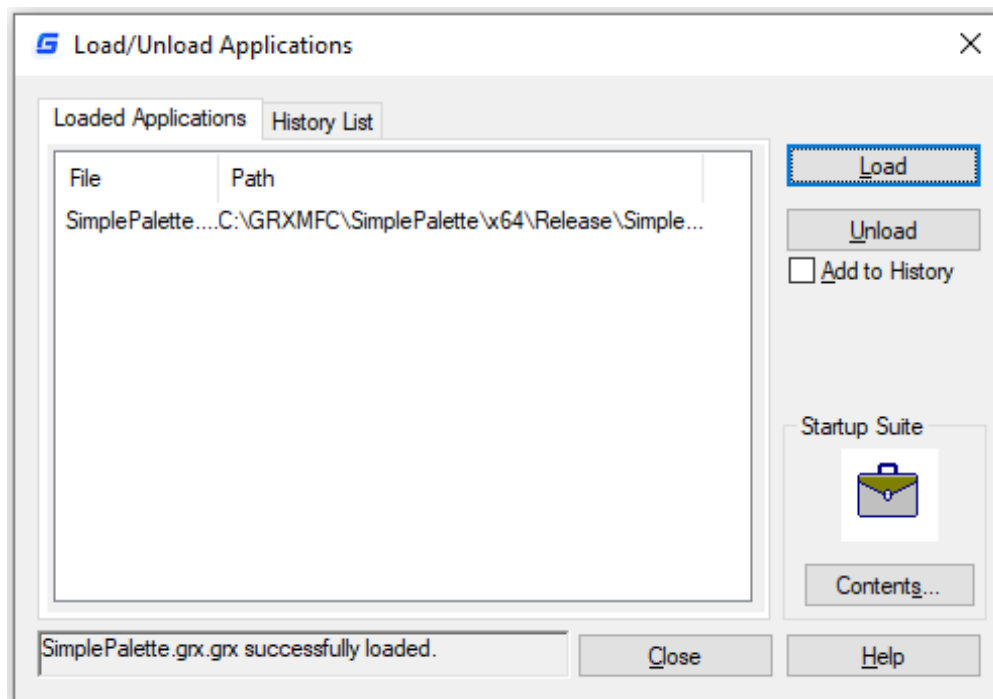 Load/Unload Applications
Loaded Applications
History List
File
Path
SimplePalette....C:\GRXMFC\SimplePalette\x64\Release\Simple...
Load
Unload
Add to History
Startup Suite
Contents...
SimplePalette.grx.grx successfully loaded.
Close
Help